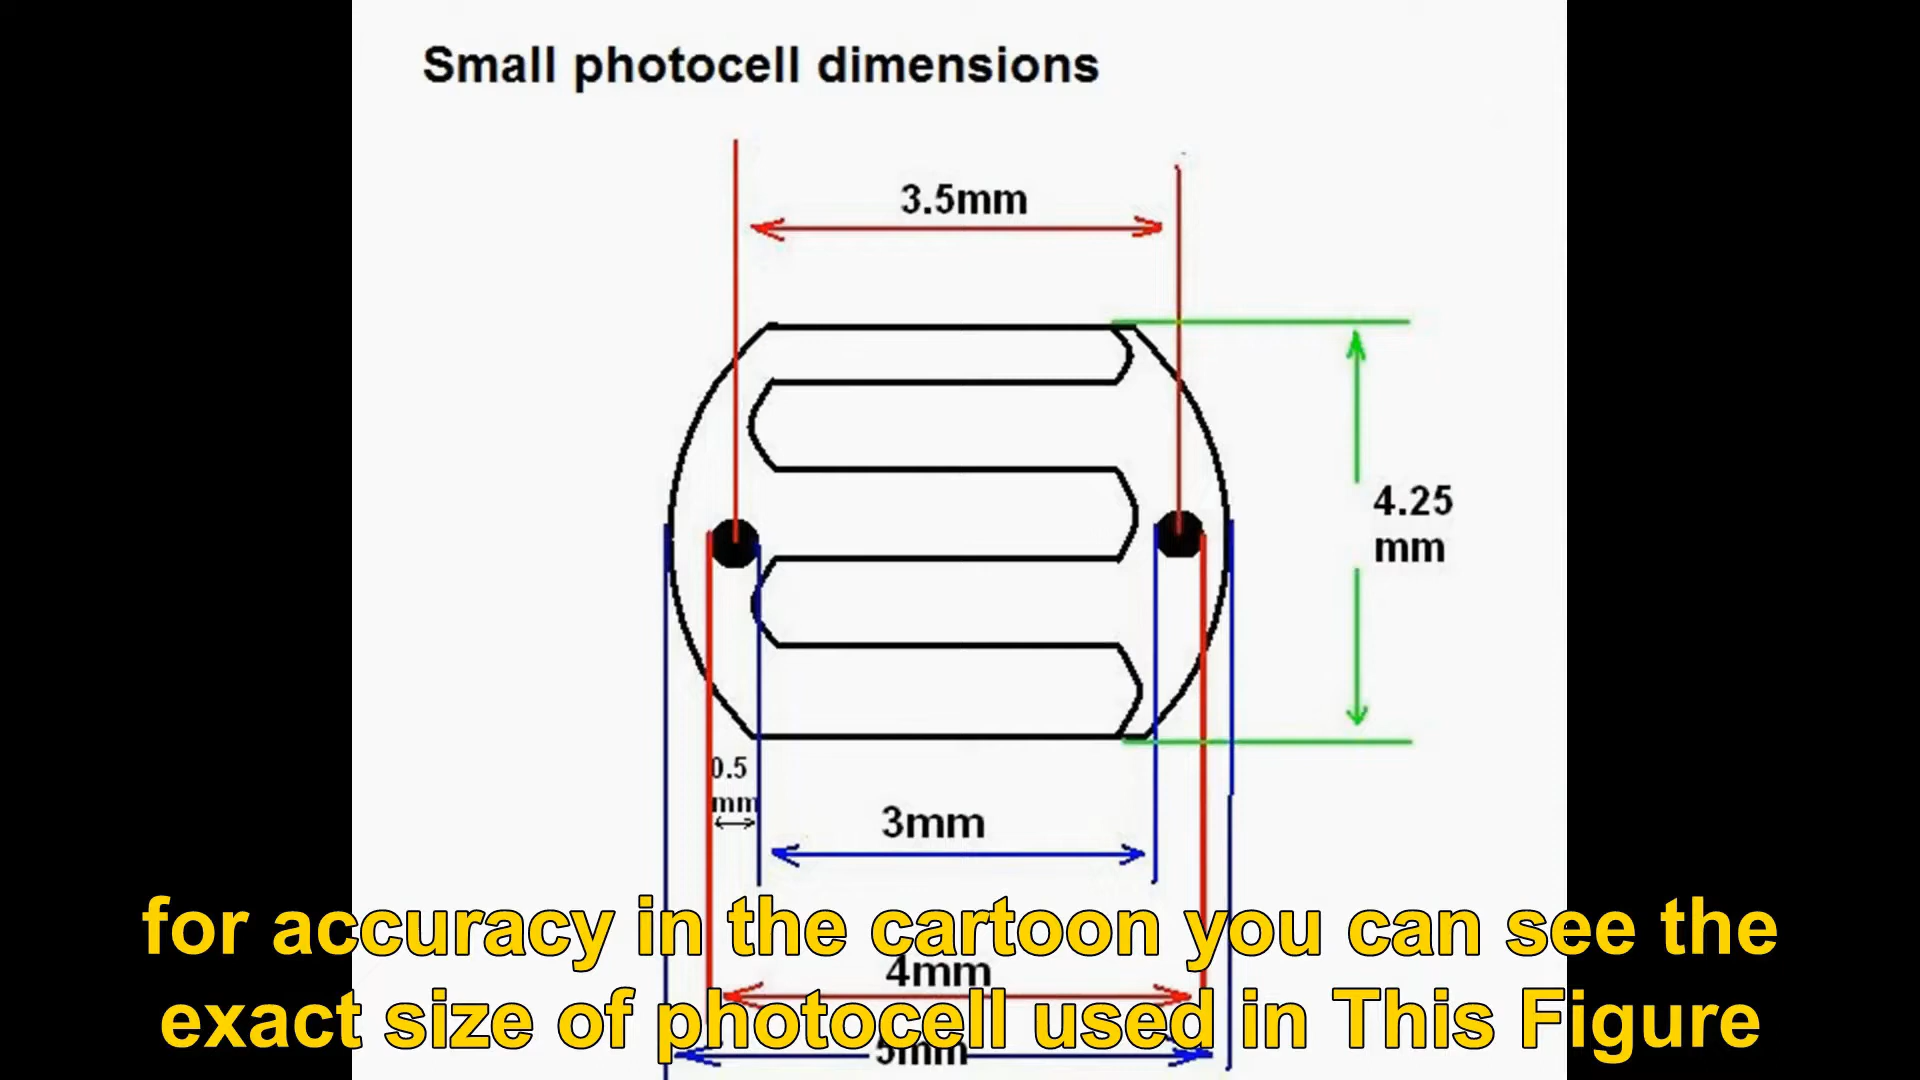 Small photocell dimensions
3.5mm
4.25
mm
0.5
mm
3mm
4mm
5mm
for accuracy in the cartoon you can see the
exact size of photocell used in This Figure